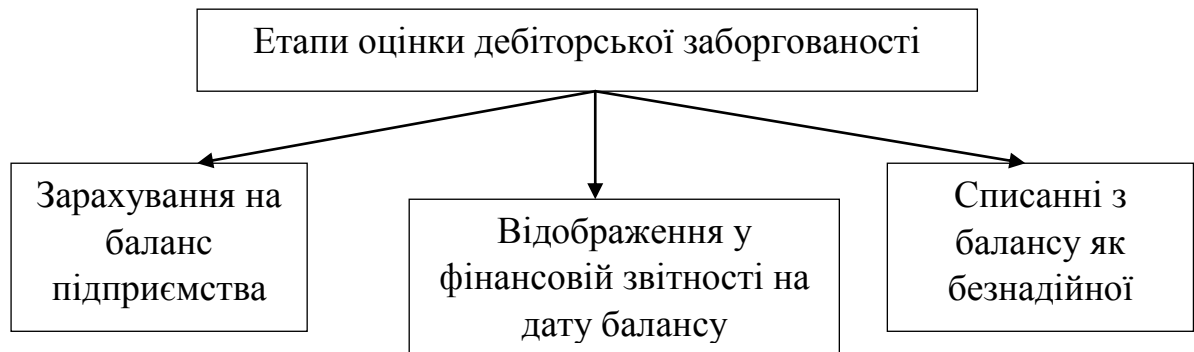 Етапи оцінки дебіторської заборгованості
Зарахування на
баланс
підприємства
Відображення у
фінансовій звітності на
дату балансу
Списанні з
балансу як
безнадійної